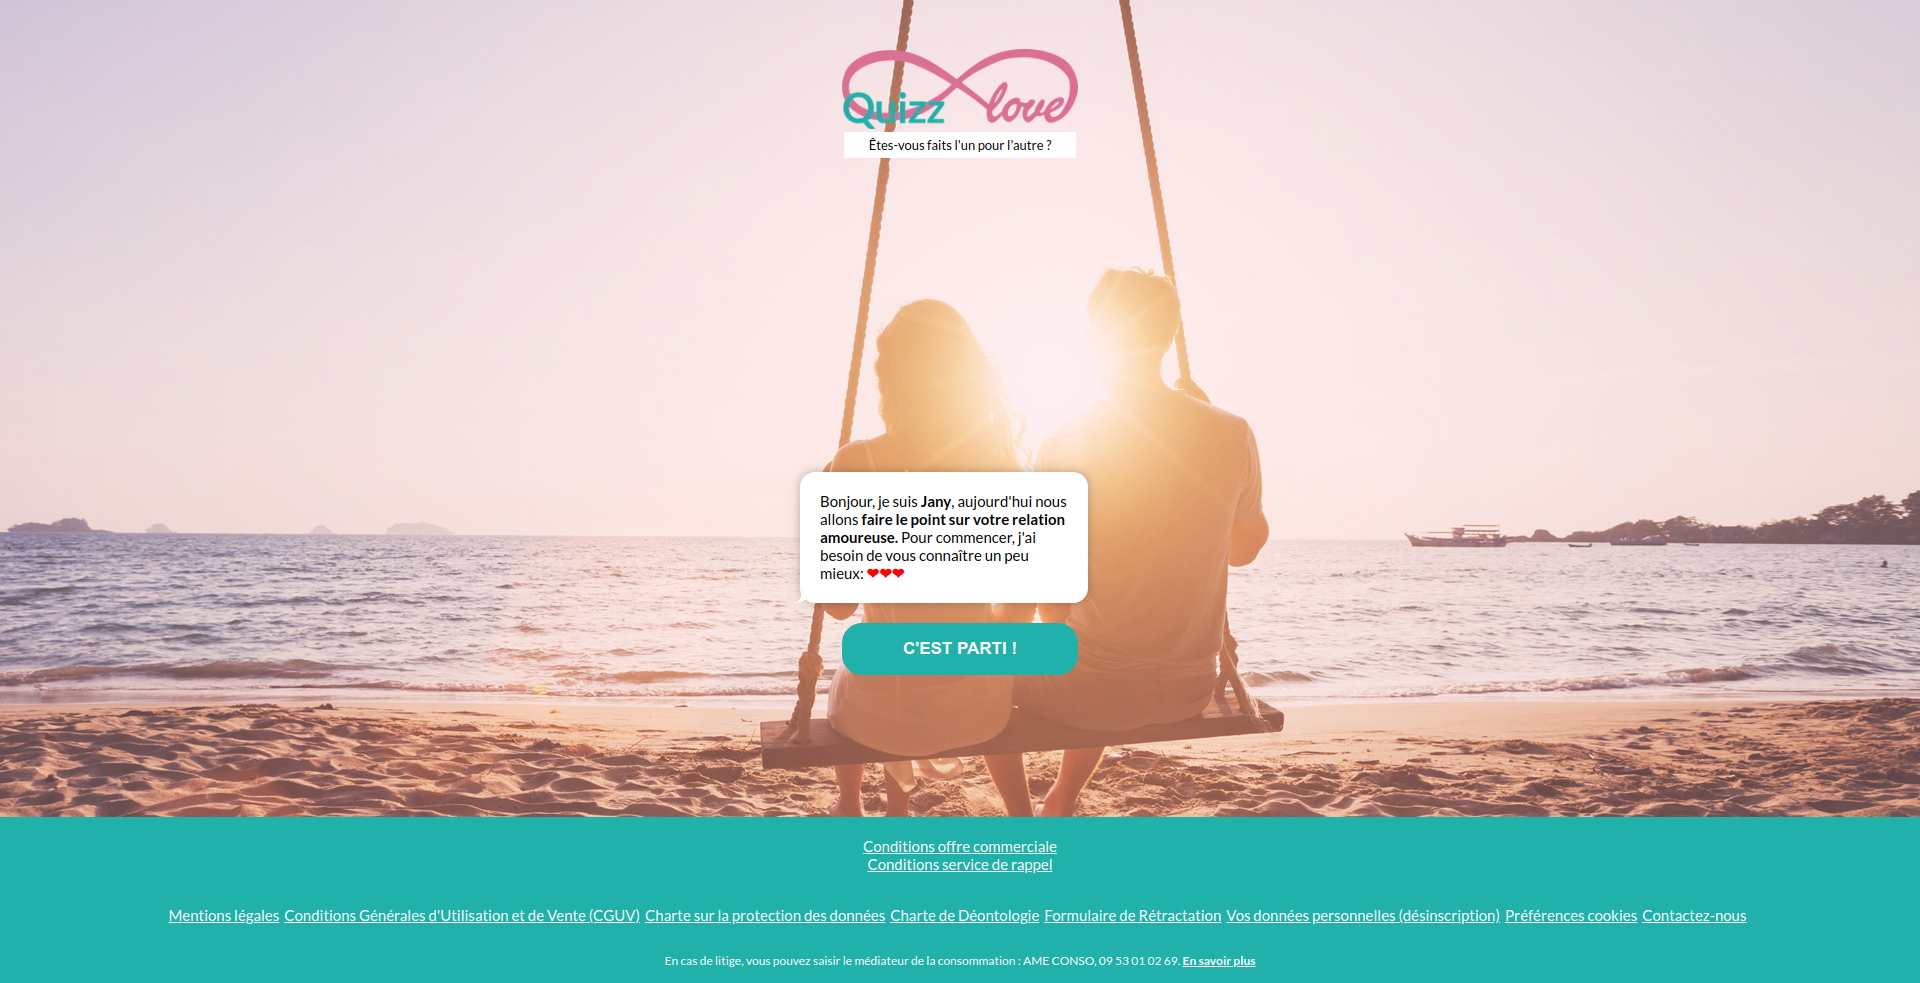 Quizz love
Êtes-vous faits l'un pour l'autre ?
Bonjour, je suis Jany, aujourd'hui nous
allons faire le point sur votre relation
amoureuse. Pour commencer, j'ai
besoin de vous connaître un peu
mieux: ❤❤❤
C'EST PARTI !
Conditions offre commerciale
Conditions service de rappel
Mentions légales Conditions Générales d'Utilisation et de Vente (CGUV) Charte sur la protection des données Charte de Déontologie Formulaire de Rétractation Vos données personnelles (désinscription) Préférences cookies Contactez-nous
En cas de litige, vous pouvez saisir le médiateur de la consommation : AME CONSO, 09 53 01 02 69. En savoir plus